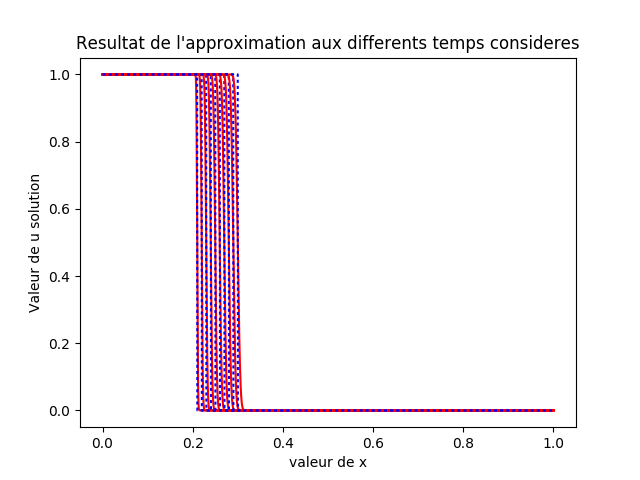 Resultat de l'approximation aux differents temps consideres
1.0
0.8
0.6
0.4
0.2
0.0
Valeur de u solution
0.0 0.2 0.4 0.6 0.8 1.0
valeur de x